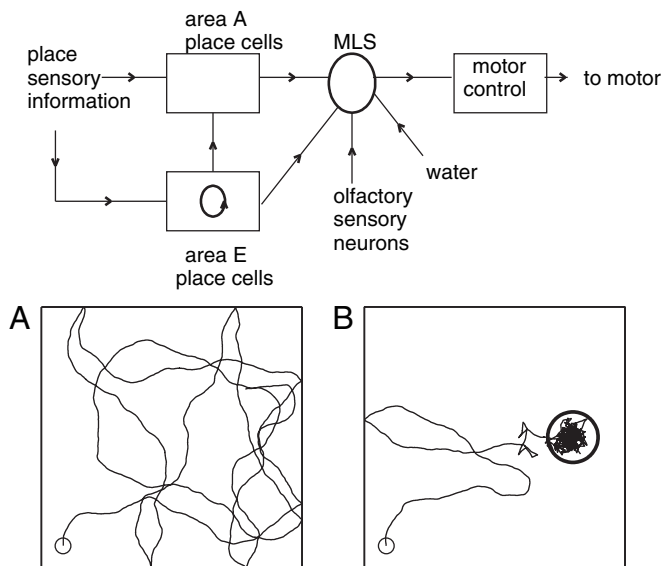 area A
place cells
MLS
place
sensory
information
motor
control
to motor
water
olfactory
sensory
neurons
area E
place cells
A
B